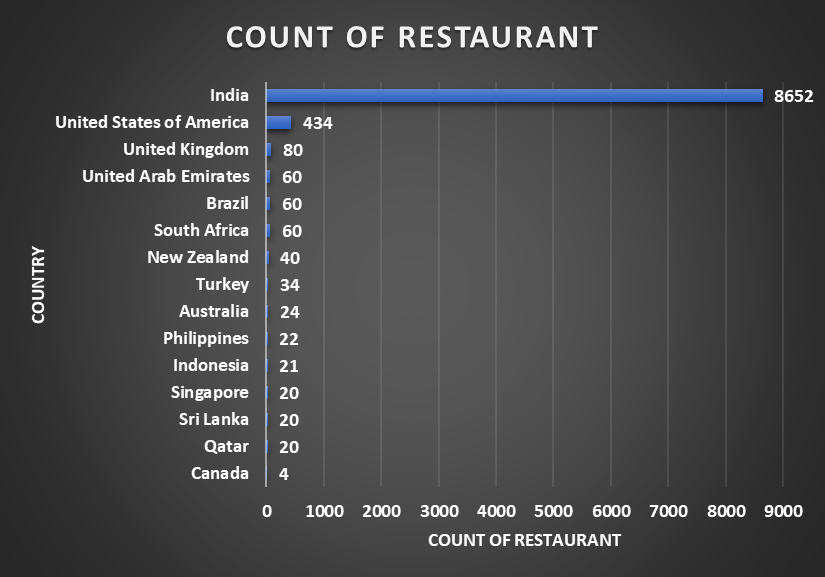 COUNT OF RESTAURANT
India 8652
United States of America 434
United Kingdom 80
United Arab Emirates 60
Brazil 60
South Africa 60
New Zealand 40
Turkey 34
Australia 24
Philippines 22
Indonesia 21
Singapore 20
Sri Lanka 20
Qatar 20
Canada 4
COUNTRY
0 1000 2000 3000 4000 5000 6000 7000 8000 9000
COUNT OF RESTAURANT